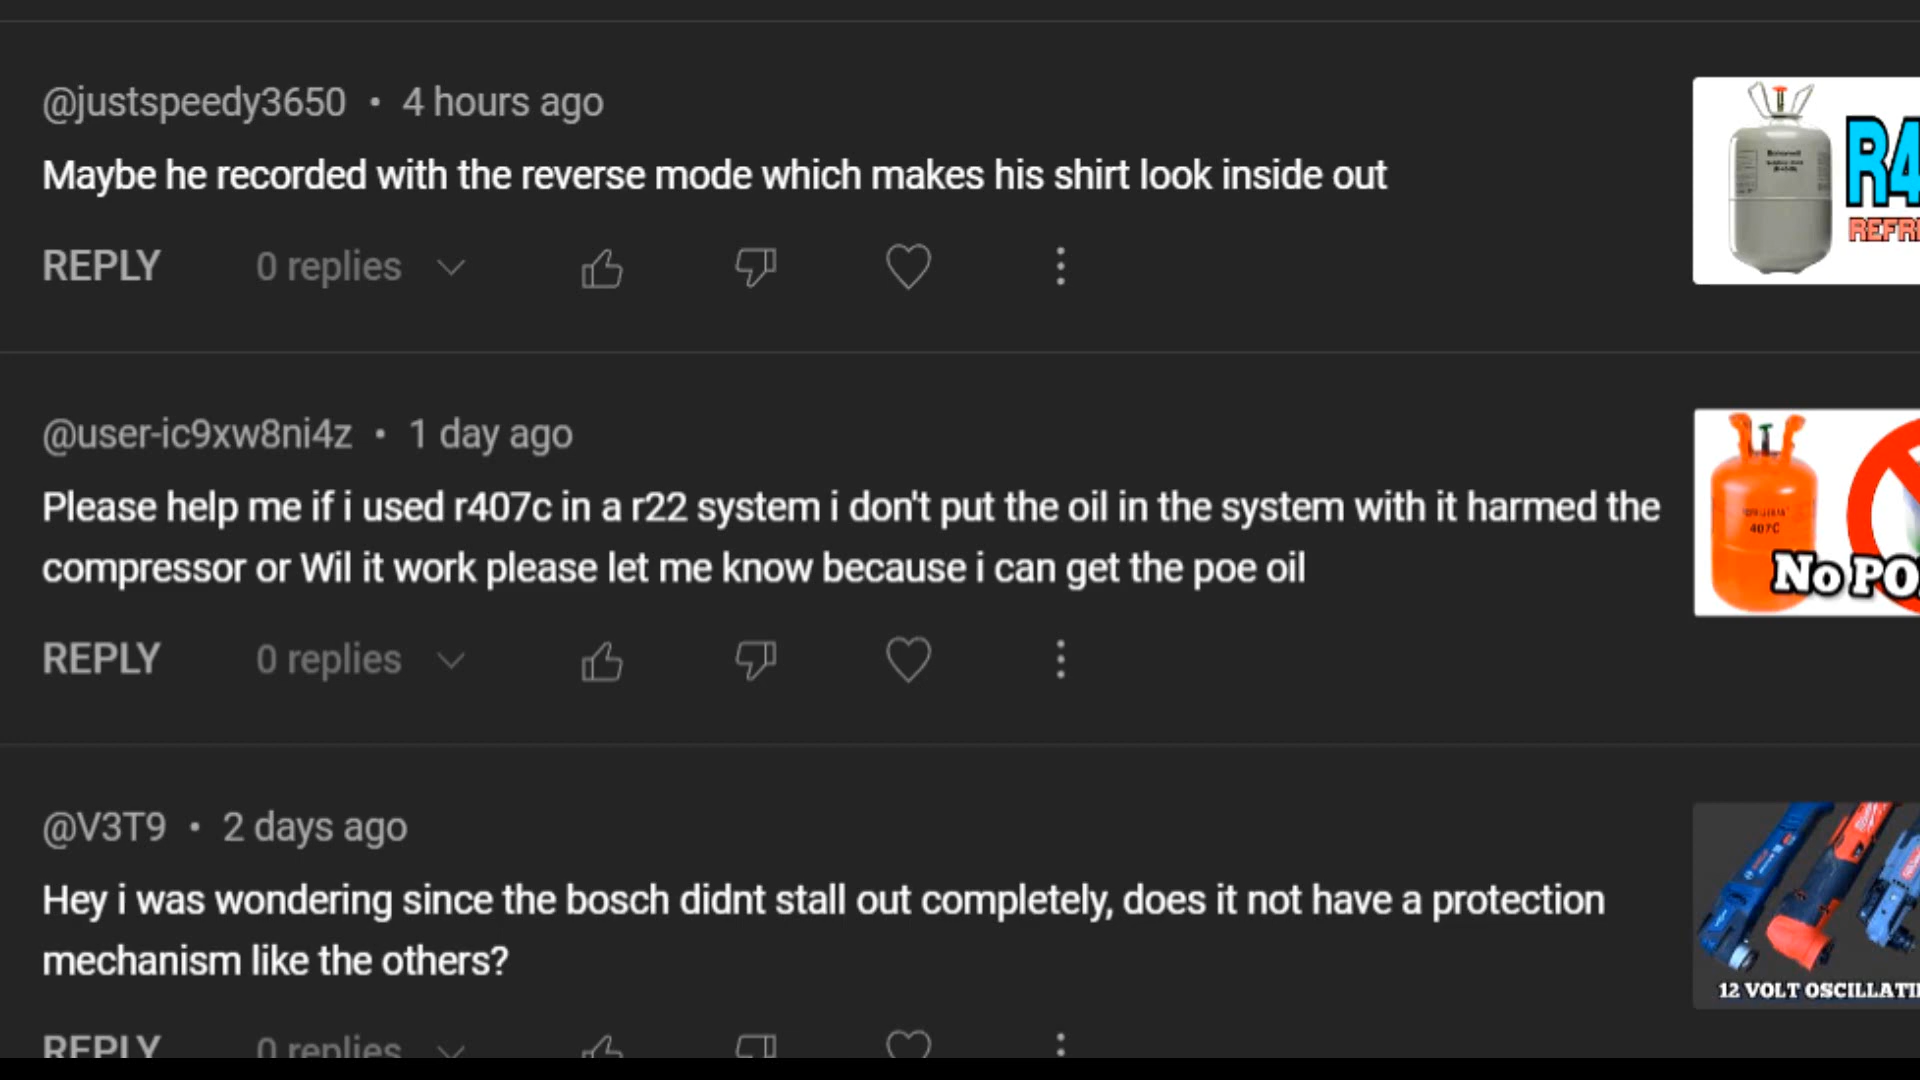 @justspeedy3650 • 4 hours ago
Maybe he recorded with the reverse mode which makes his shirt look inside out
REPLY 0 replies
R4
REFRI
@user-ic9xw8ni4z • 1 day ago
Please help me if i used r407c in a r22 system i don't put the oil in the system with it harmed the
compressor or Wil it work please let me know because i can get the poe oil
REPLY 0 replies
407C
No PO
@V3T9 • 2 days ago
Hey i was wondering since the bosch didnt stall out completely, does it not have a protection
mechanism like the others?
12 VOLT OSCILLATI
REPLY 0 replies